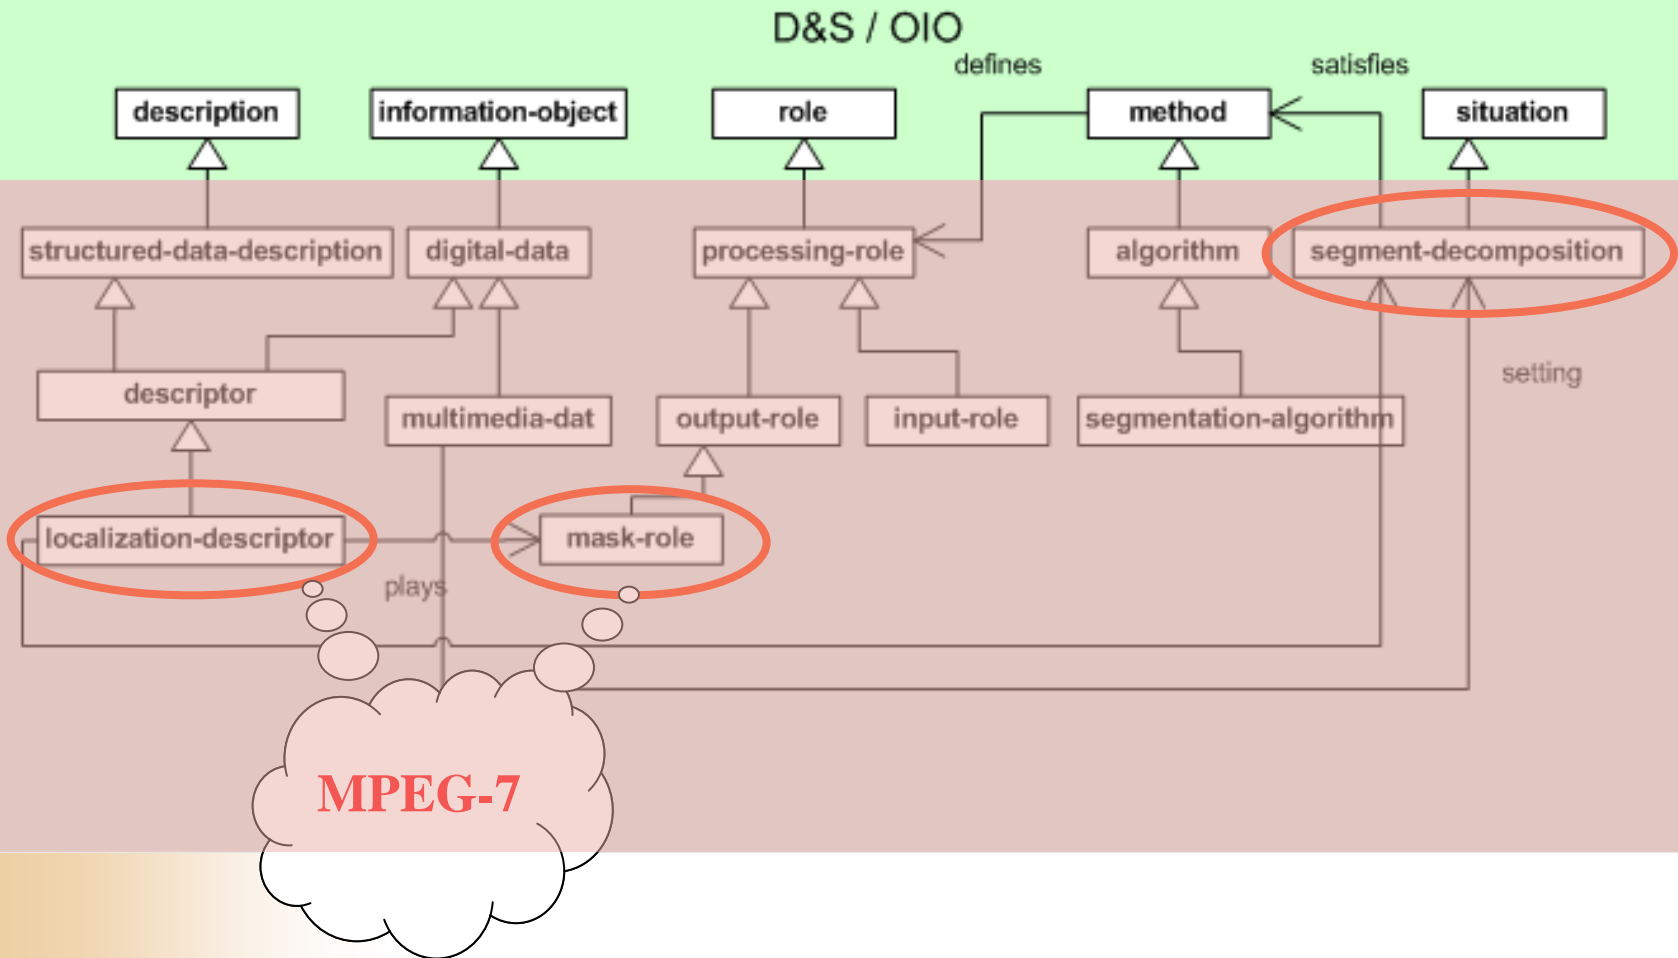 D&S / OIO
defines
satisfies
description
information-object
role
method
situation
structured-data-description
digital-data
processing-role
algorithm
segment-decomposition
setting
descriptor
multimedia-dat
output-role
input-role
segmentation-algorithm
localization-descriptor
mask-role
plays
MPEG-7